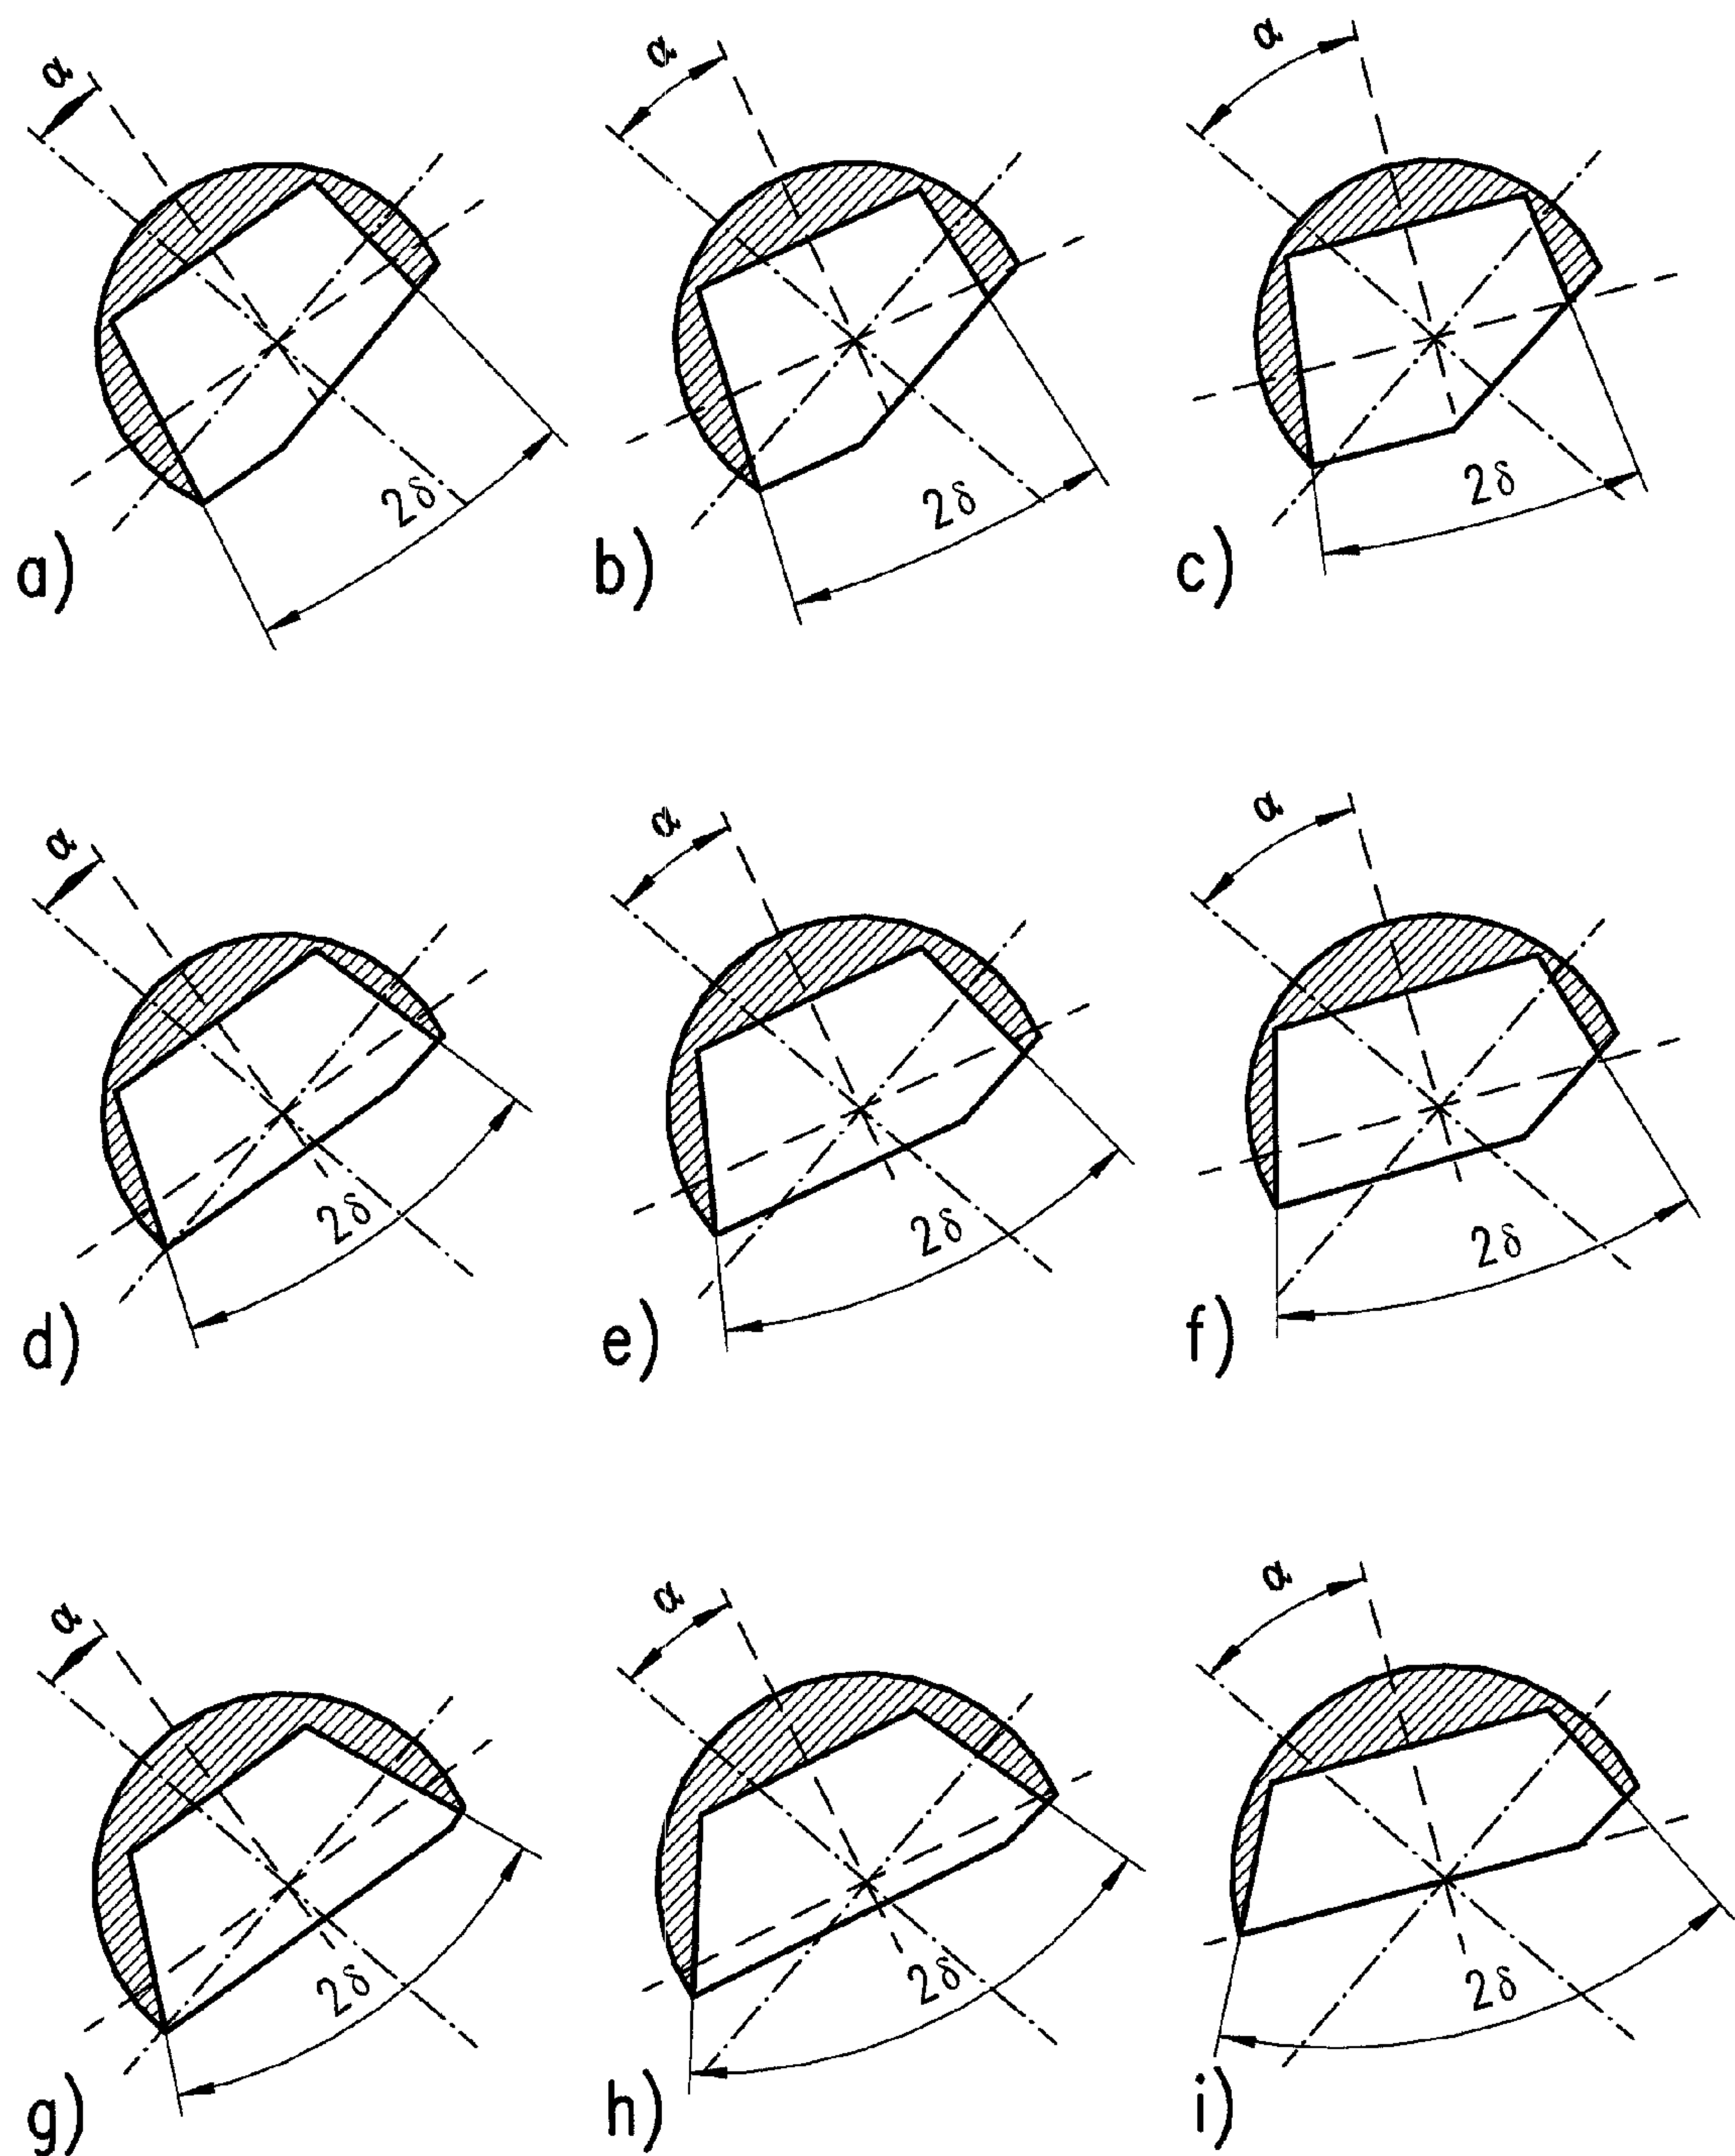 α α α
2δ 2δ 2δ
a) b) c)
α α α
2δ 2δ 2δ
d) e) f)
α α α
2δ 2δ 2δ
g) h) i)